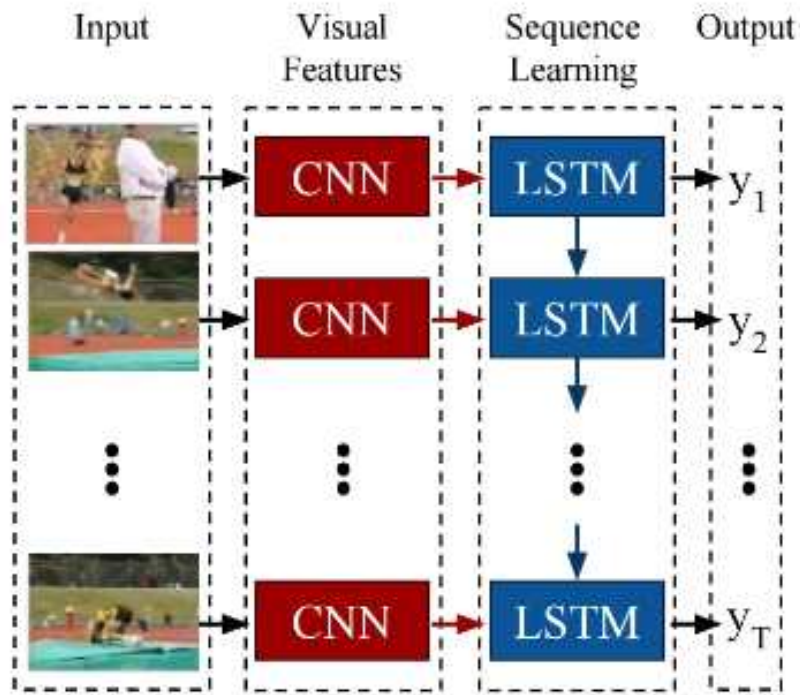 Input
Visual
Features
Sequence
Learning
Output
CNN
LSTM
y1
CNN
LSTM
y2
CNN
LSTM
yT